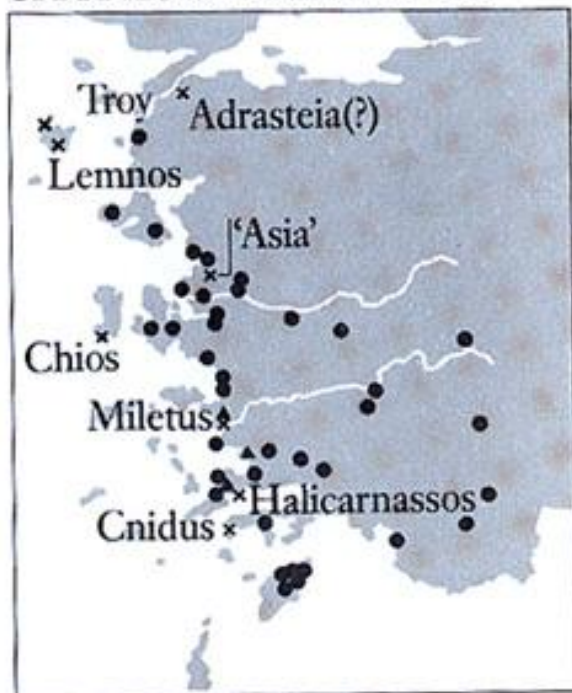 Troy
Adrasteia(?)
Lemnos
'Asia'
Chios
Miletus
Halicarnassos
Cnidus